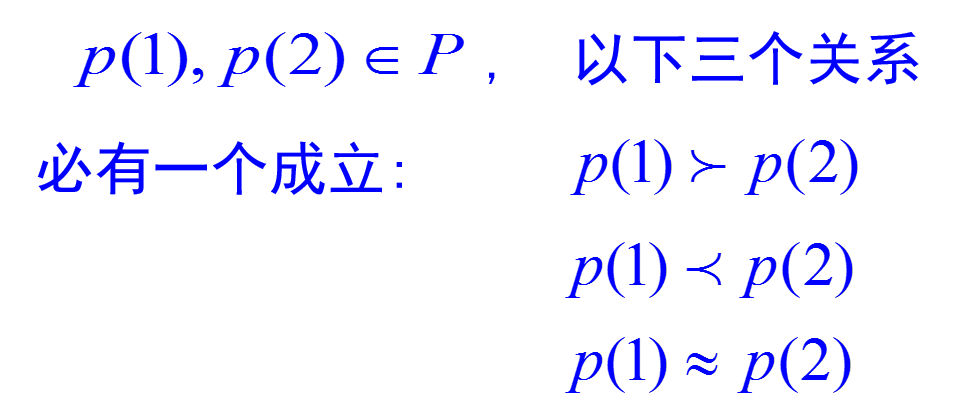 p(1), p(2) ∈ P , 以下三个关系
必有一个成立: p(1) ≻ p(2)
p(1) ≺ p(2)
p(1) ≈ p(2)